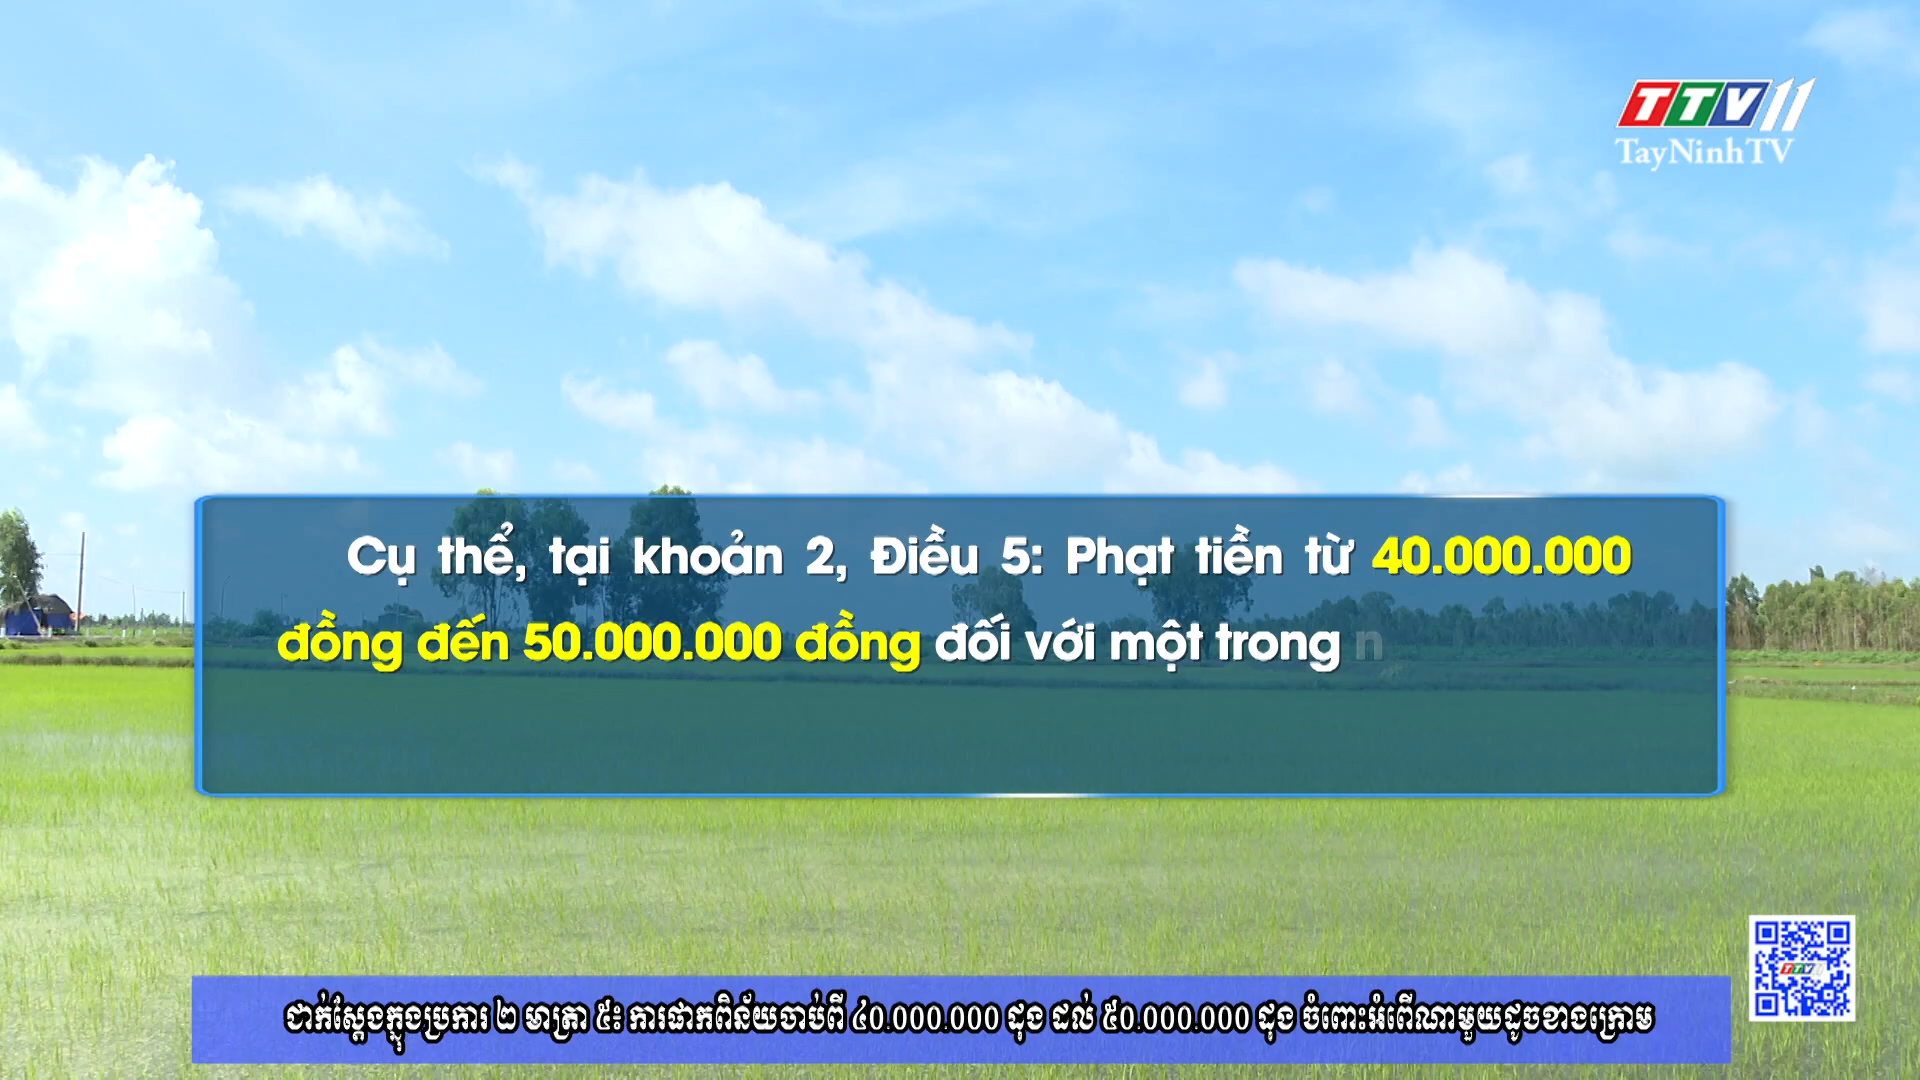 TTV11
TayNinhTV
Cụ thể, tại khoản 2, Điều 5: Phạt tiền từ 40.000.000
đồng đến 50.000.000 đồng đối với một trong n
ជាក់ស្តែងក្នុងប្រការ ២ មាត្រា ៥៖ ការផាកពិន័យចាប់ពី ៤០.០០០.០០០ ដុង ដល់ ៥០.០០០.០០០ ដុង ចំពោះអំពើណាមួយដូចខាងក្រោម
TTV11